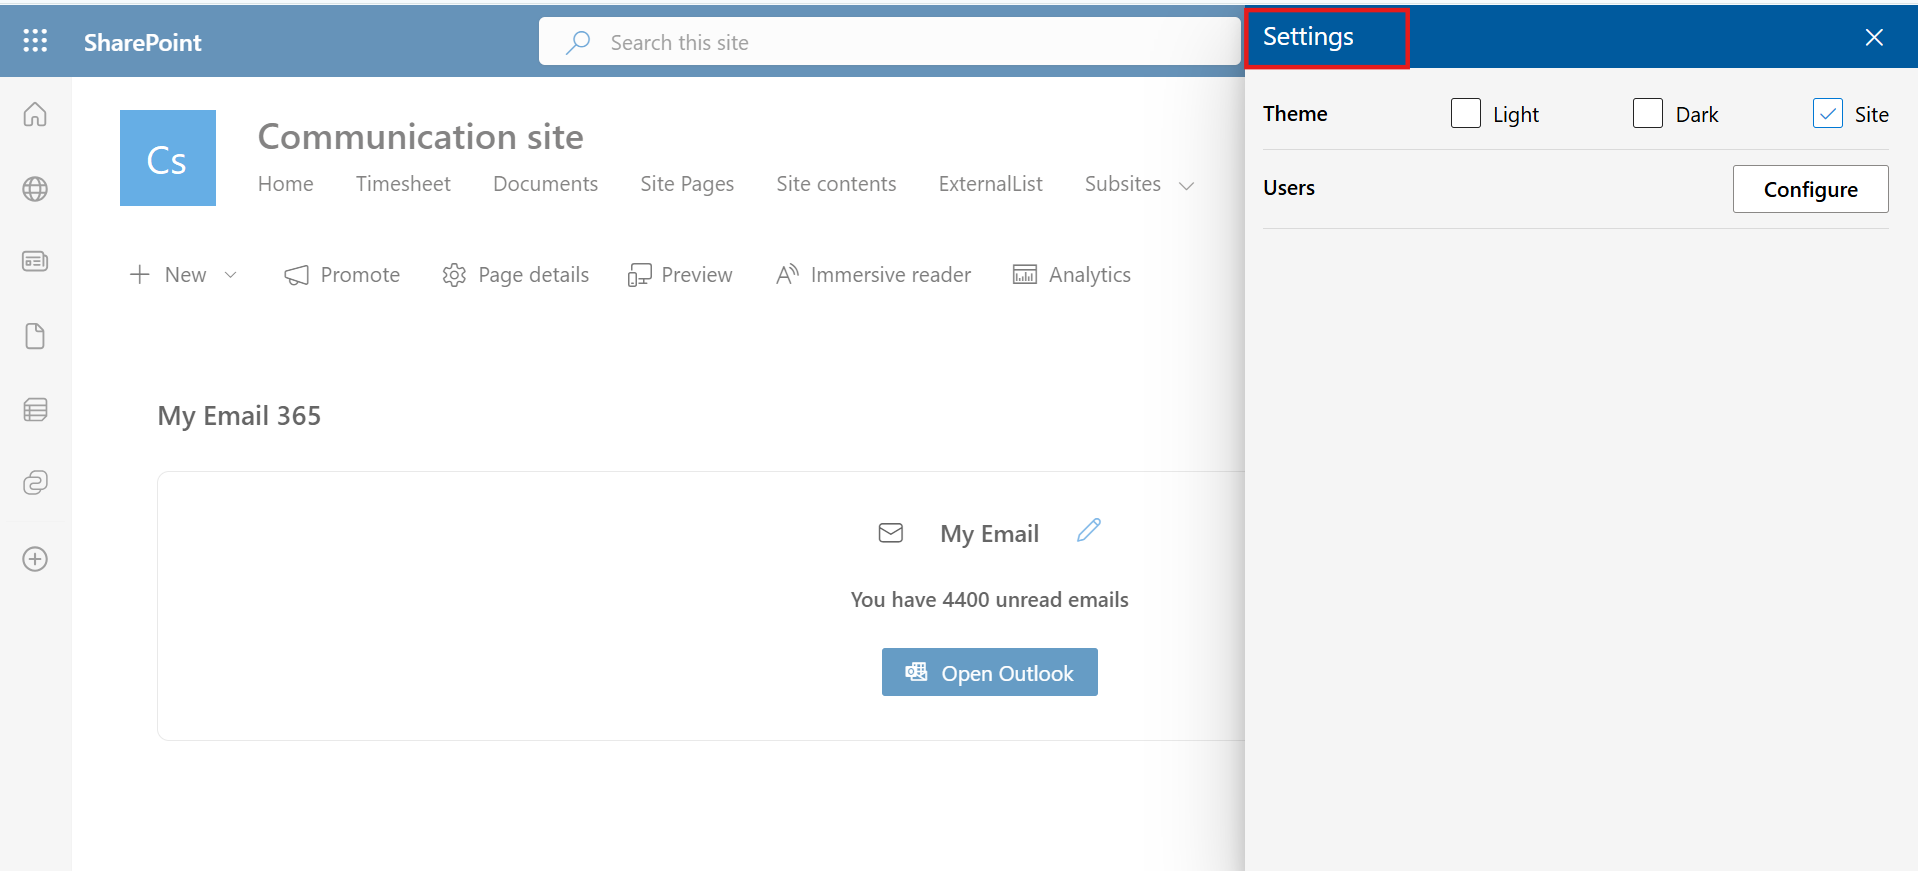 SharePoint
Search this site
Settings
Cs
Communication site
Home Timesheet Documents Site Pages Site contents ExternalList Subsites
New Promote Page details Preview Immersive reader Analytics
My Email 365
My Email
You have 4400 unread emails
Open Outlook
Theme Light Dark Site
Users Configure